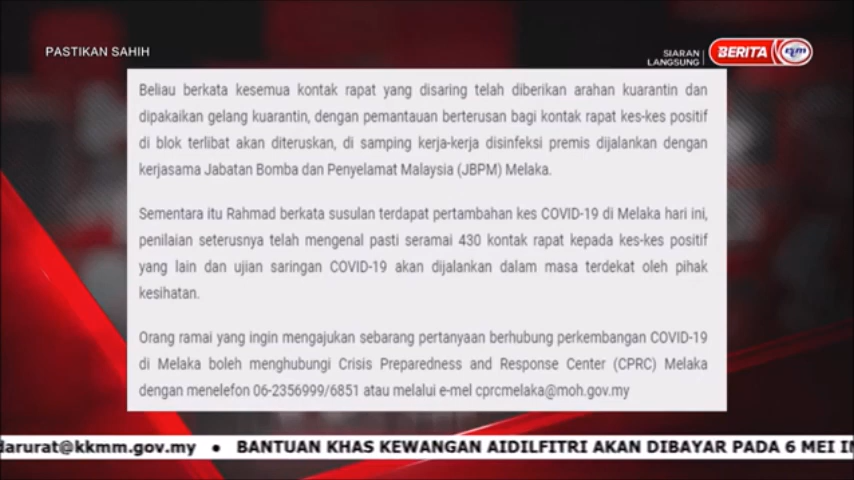 PASTIKAN SAHIH
SIARAN
LANGSUNG
BERITA
Beliau berkata kesemua kontak rapat yang disaring telah diberikan arahan kuarantin dan
dipakaikan gelang kuarantin, dengan pemantauan berterusan bagi kontak rapat kes-kes positif
di blok terlibat akan diteruskan, di samping kerja-kerja disinfeksi premis dijalankan dengan
kerjasama Jabatan Bomba dan Penyelamat Malaysia (JBPM) Melaka.
Sementara itu Rahmad berkata susulan terdapat pertambahan kes COVID-19 di Melaka hari ini,
penilaian seterusnya telah mengenal pasti seramai 430 kontak rapat kepada kes-kes positif
yang lain dan ujian saringan COVID-19 akan dijalankan dalam masa terdekat oleh pihak
kesihatan.
Orang ramai yang ingin mengajukan sebarang pertanyaan berhubung perkembangan COVID-19
di Melaka boleh menghubungi Crisis Preparedness and Response Center (CPRC) Melaka
dengan menelefon 06-2356999/6851 atau melalui e-mel cprcmelaka@moh.gov.my
darurat@kkmm.gov.my • BANTUAN KHAS KEWANGAN AIDILFITRI AKAN DIBAYAR PADA 6 MEI IN